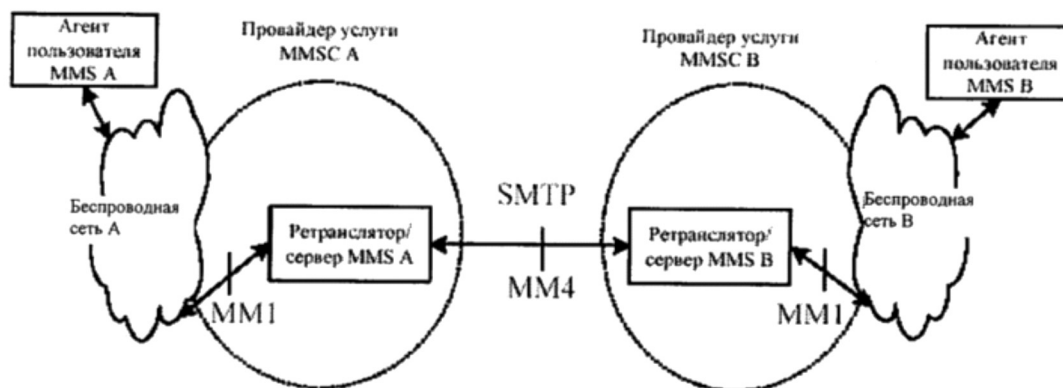 Агент
пользователя
MMS A
Провайдер услуги
MMSC A
Провайдер услуги
MMSC B
Агент
пользователя
MMS B
Беспроводная
сеть A
Ретранслятор/
сервер MMS A
MM1
SMTP
MM4
Ретранслятор/
сервер MMS B
MM1
Беспроводная
сеть B